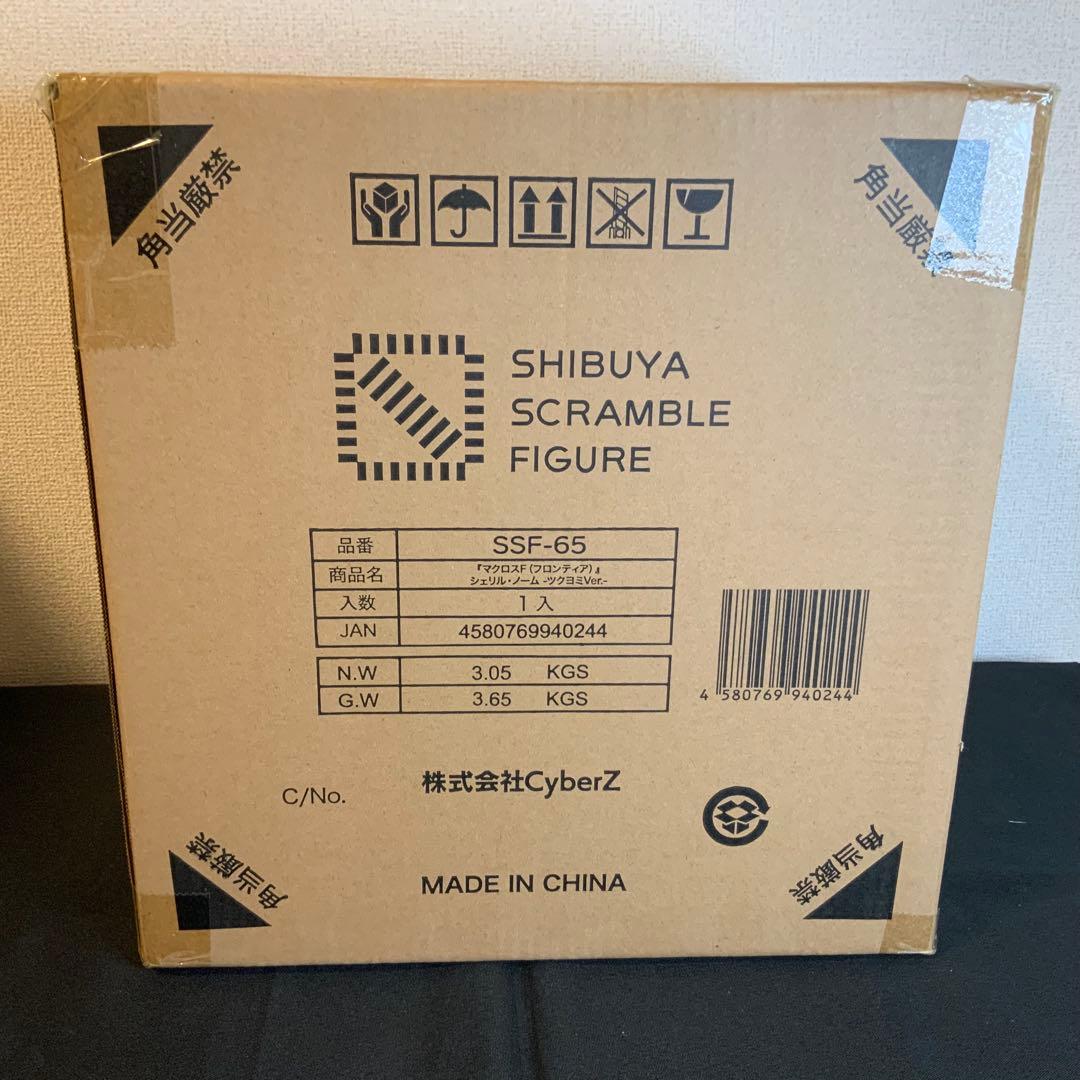 角当厳禁
角当厳禁
SHIBUYA
SCRAMBLE
FIGURE
品番 SSF-65
商品名 『マクロスF(フロンティア)』
シェリル・ノーム -ツクヨミVer.-
入数 1入
JAN 4580769940244
N.W 3.05 KGS
G.W 3.65 KGS
4 580769 940244
株式会社CyberZ
C/No.
MADE IN CHINA
角当厳禁
角当厳禁